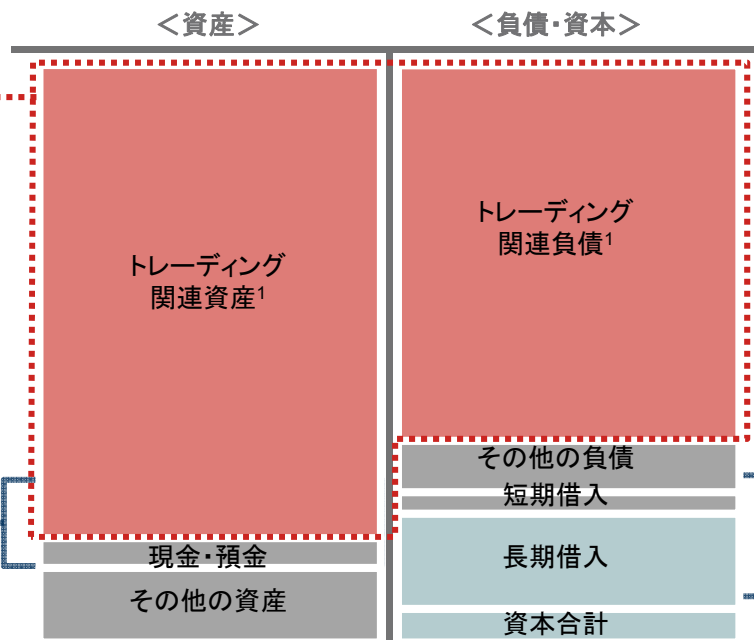 ＜資産＞
＜負債・資本＞
トレーディング
関連資産1
現金・預金
その他の資産
トレーディング
関連負債1
その他の負債
短期借入
長期借入
資本合計